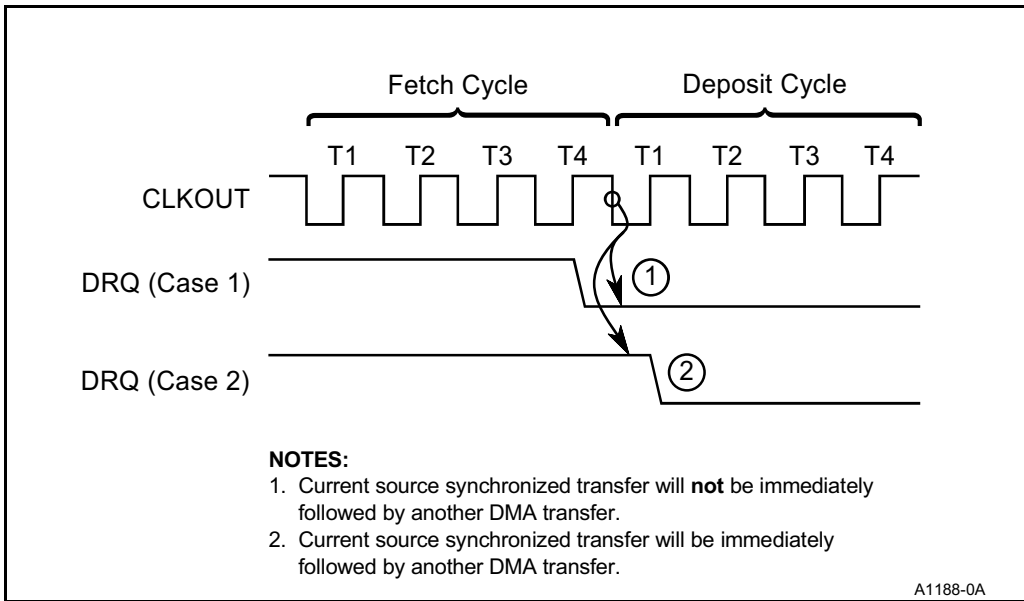 Fetch Cycle Deposit Cycle
T1 T2 T3 T4 T1 T2 T3 T4
CLKOUT
DRQ (Case 1)
1
DRQ (Case 2)
2
NOTES:
1. Current source synchronized transfer will not be immediately
followed by another DMA transfer.
2. Current source synchronized transfer will be immediately
followed by another DMA transfer.
A1188-0A